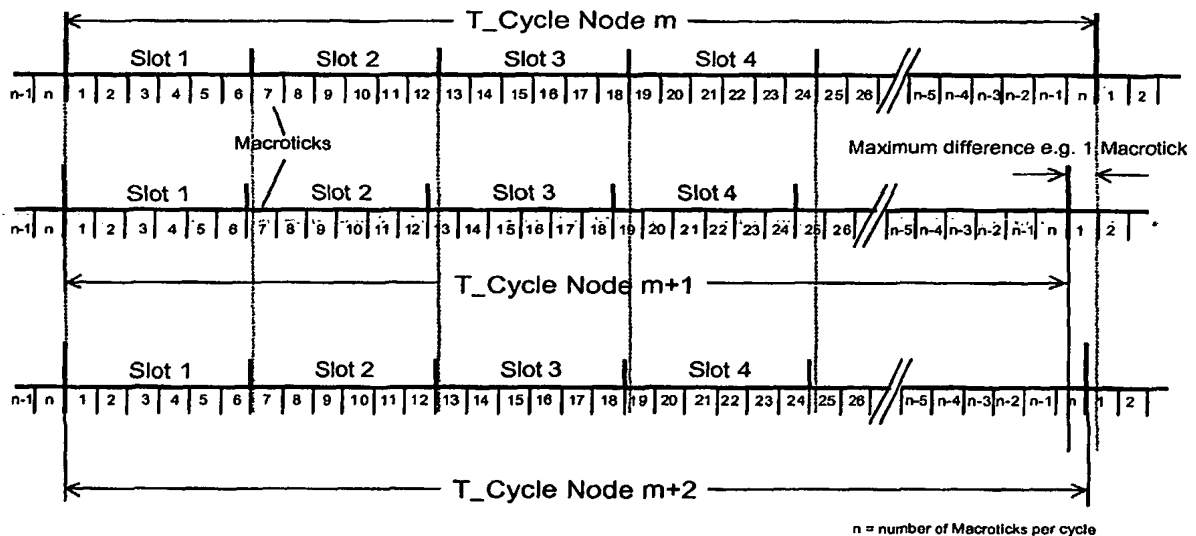 T_Cycle Node m
Slot 1 Slot 2 Slot 3 Slot 4
n-1 n 1 2 3 4 5 6 7 8 9 10 11 12 13 14 15 16 17 18 19 20 21 22 23 24 25 26 n-5 n-4 n-3 n-2 n-1 n 1 2
Macroticks
Maximum difference e.g. 1 Macrotick
Slot 1 Slot 2 Slot 3 Slot 4
n-1 n 1 2 3 4 5 6 7 8 9 10 11 12 13 14 15 16 17 18 19 20 21 22 23 24 25 26 n-5 n-4 n-3 n-2 n-1 n 1 2
T_Cycle Node m+1
Slot 1 Slot 2 Slot 3 Slot 4
n-1 n 1 2 3 4 5 6 7 8 9 10 11 12 13 14 15 16 17 18 19 20 21 22 23 24 25 26 n-5 n-4 n-3 n-2 n-1 n 1 2
T_Cycle Node m+2
n = number of Macroticks per cycle